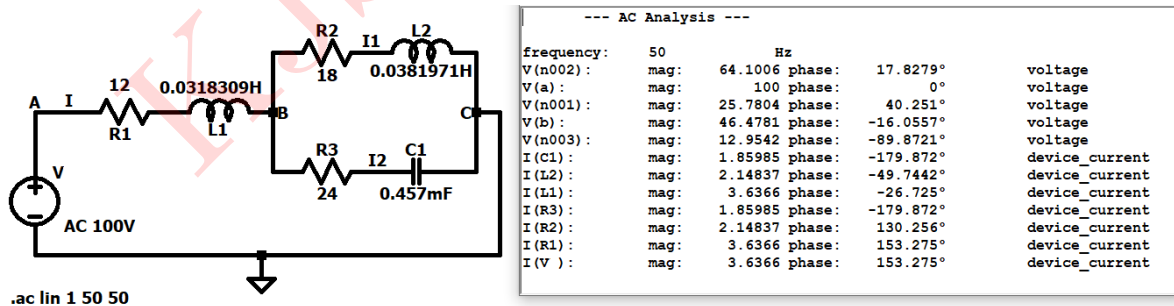 R2 I1 L2
18 0.0381971H
12 0.0318309H
A I B C
R1 L1
R3 I2 C1
24 0.457mF
V
AC 100V
.ac lin 1 50 50
--- AC Analysis ---
frequency: 50 Hz
V(n002): mag: 64.1006 phase: 17.8279° voltage
V(a): mag: 100 phase: 0° voltage
V(n001): mag: 25.7804 phase: 40.251° voltage
V(b): mag: 46.4781 phase: -16.0557° voltage
V(n003): mag: 12.9542 phase: -89.8721° voltage
I(C1): mag: 1.85985 phase: -179.872° device_current
I(L2): mag: 2.14837 phase: -49.7442° device_current
I(L1): mag: 3.6366 phase: -26.725° device_current
I(R3): mag: 1.85985 phase: -179.872° device_current
I(R2): mag: 2.14837 phase: 130.256° device_current
I(R1): mag: 3.6366 phase: 153.275° device_current
I(V ): mag: 3.6366 phase: 153.275° device_current